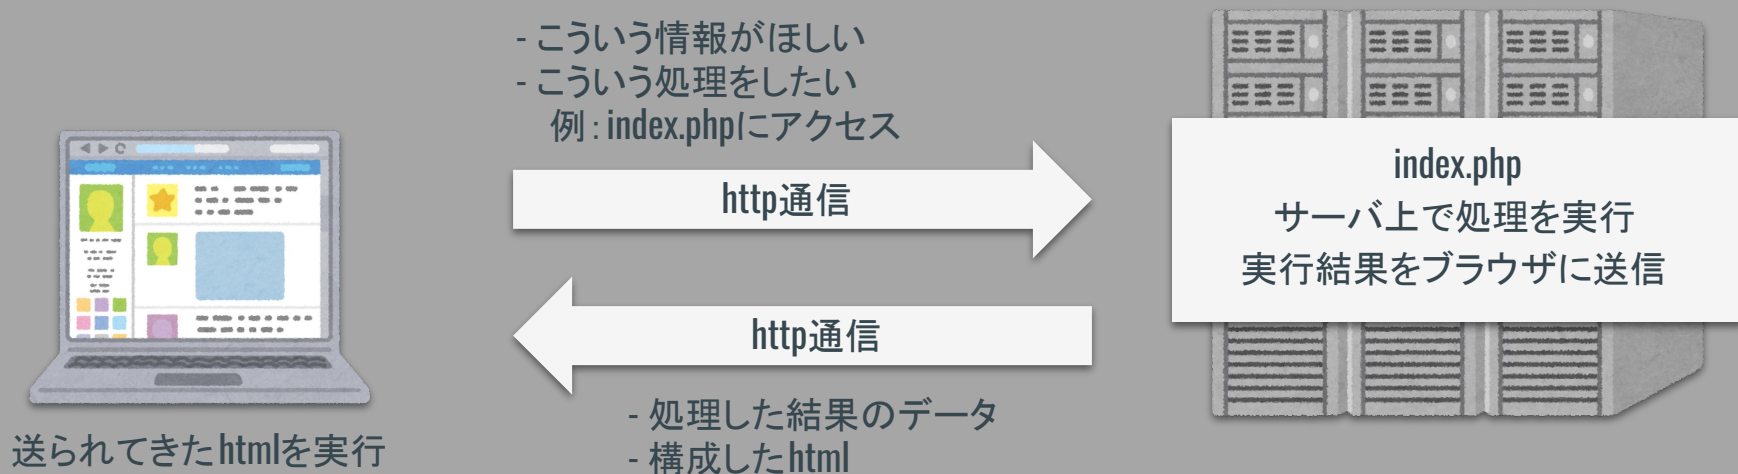 - こういう情報がほしい
- こういう処理をしたい
例：index.phpにアクセス
http通信
index.php
サーバ上で処理を実行
実行結果をブラウザに送信
http通信
- 処理した結果のデータ
- 構成したhtml
送られてきたhtmlを実行